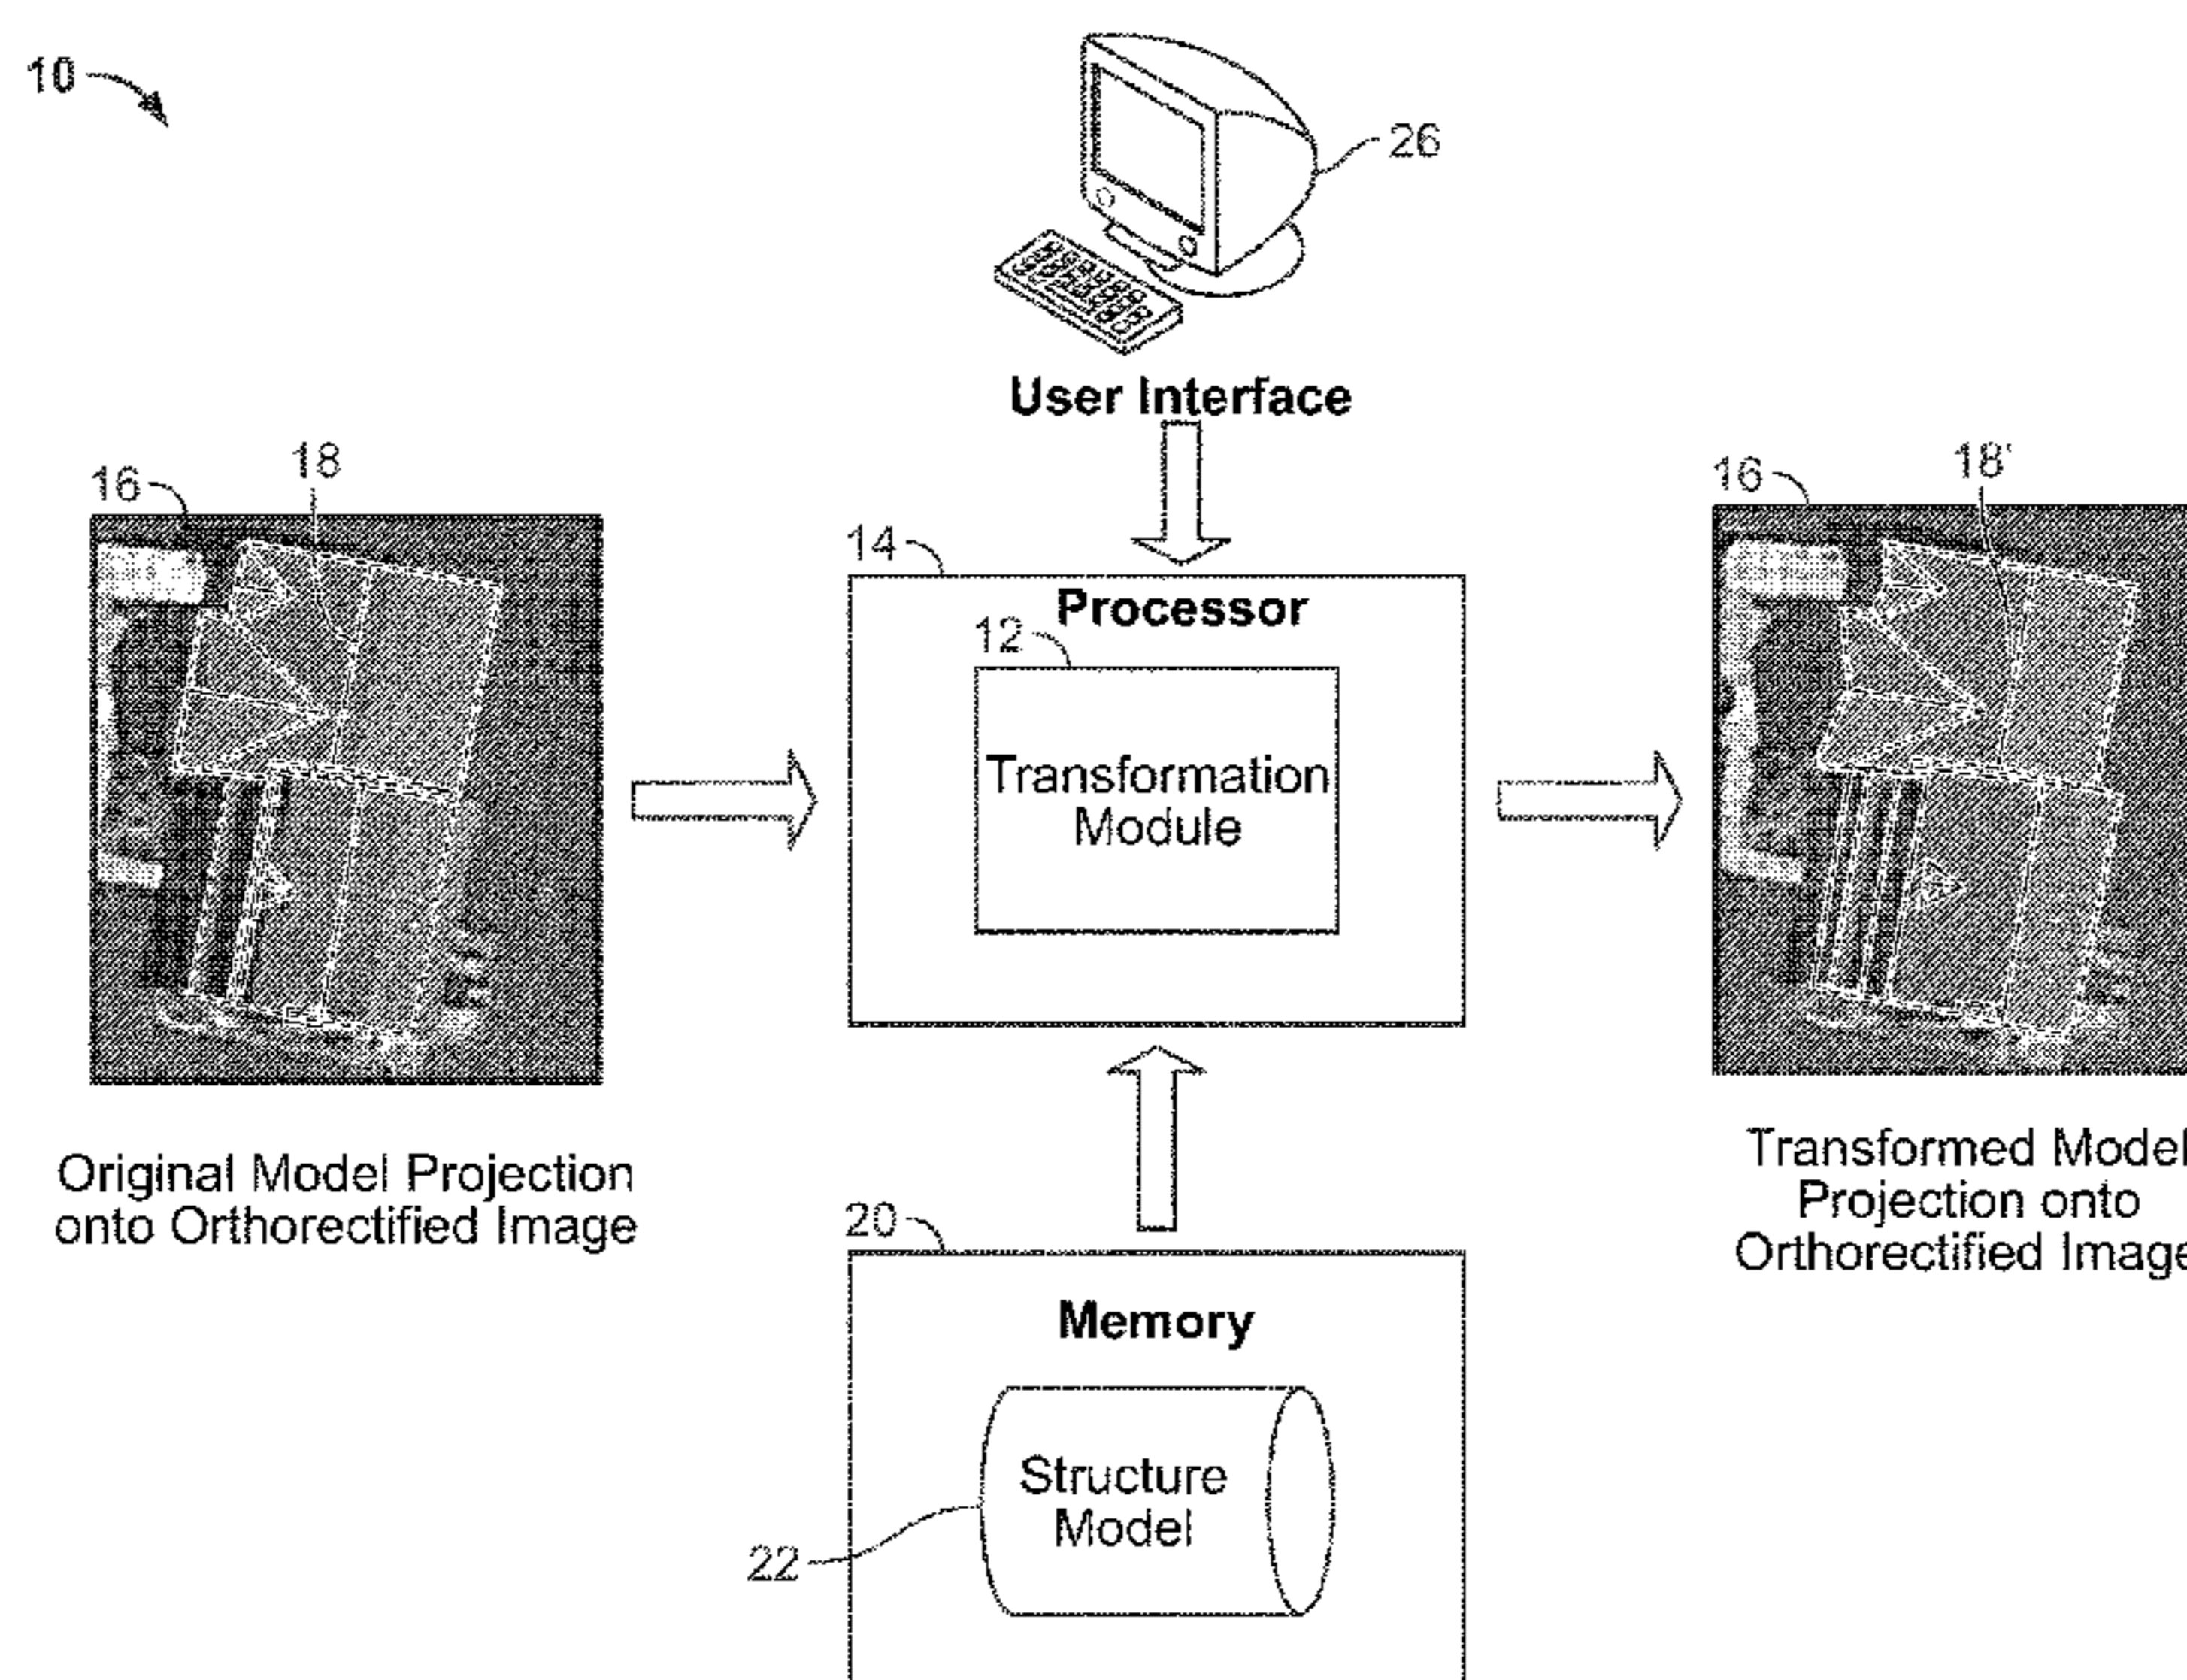 10
26
User Interface
16
18
14
Processor
12
Transformation
Module
16
18'
Original Model Projection
onto Orthorectified Image
Transformed Model
Projection onto
Orthorectified Image
20
Memory
Structure
Model
22